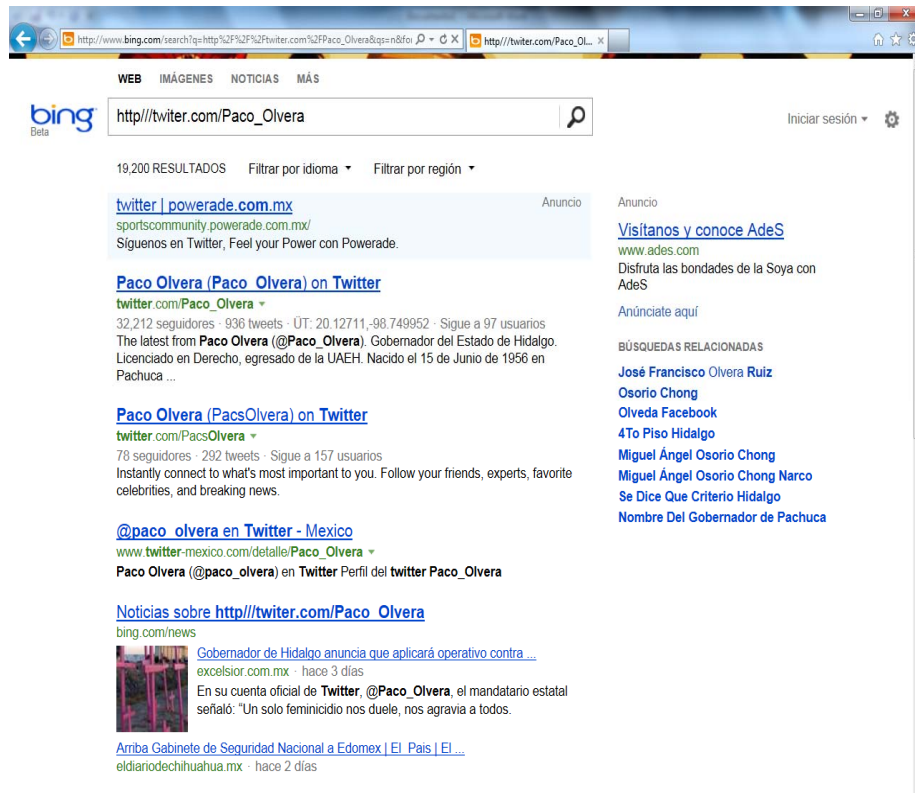 http://www.bing.com/search?q=http%2F%2F%2Ftwiter.com%2FPaco_Olvera&qs=n&for
http///twiter.com/Paco_Ol...
WEB IMÁGENES NOTICIAS MÁS
bing
Beta
http///twiter.com/Paco_Olvera
Iniciar sesión
19,200 RESULTADOS Filtrar por idioma Filtrar por región
twitter | powerade.com.mx
Anuncio
sportscommunity.powerade.com.mx/
Síguenos en Twitter, Feel your Power con Powerade.
Paco Olvera (Paco_Olvera) on Twitter
twitter.com/Paco_Olvera
32,212 seguidores · 936 tweets · ÜT: 20.12711,-98.749952 · Sigue a 97 usuarios
The latest from Paco Olvera (@Paco_Olvera). Gobernador del Estado de Hidalgo.
Licenciado en Derecho, egresado de la UAEH. Nacido el 15 de Junio de 1956 en
Pachuca ...
Paco Olvera (PacsOlvera) on Twitter
twitter.com/PacsOlvera
78 seguidores · 292 tweets · Sigue a 157 usuarios
Instantly connect to what's most important to you. Follow your friends, experts, favorite
celebrities, and breaking news.
@paco_olvera en Twitter - Mexico
www.twitter-mexico.com/detalle/Paco_Olvera
Paco Olvera (@paco_olvera) en Twitter Perfil del twitter Paco_Olvera
Noticias sobre http///twiter.com/Paco_Olvera
bing.com/news
Gobernador de Hidalgo anuncia que aplicará operativo contra ...
excelsior.com.mx · hace 3 días
En su cuenta oficial de Twitter, @Paco_Olvera, el mandatario estatal
señaló: “Un solo feminicidio nos duele, nos agravia a todos.
Arriba Gabinete de Seguridad Nacional a Edomex | El_Pais | El ...
eldiariodechihuahua.mx · hace 2 días
Anuncio
Visítanos y conoce AdeS
www.ades.com
Disfruta las bondades de la Soya con
AdeS
Anúnciate aquí
BÚSQUEDAS RELACIONADAS
José Francisco Olvera Ruiz
Osorio Chong
Olveda Facebook
4To Piso Hidalgo
Miguel Ángel Osorio Chong
Miguel Ángel Osorio Chong Narco
Se Dice Que Criterio Hidalgo
Nombre Del Gobernador de Pachuca